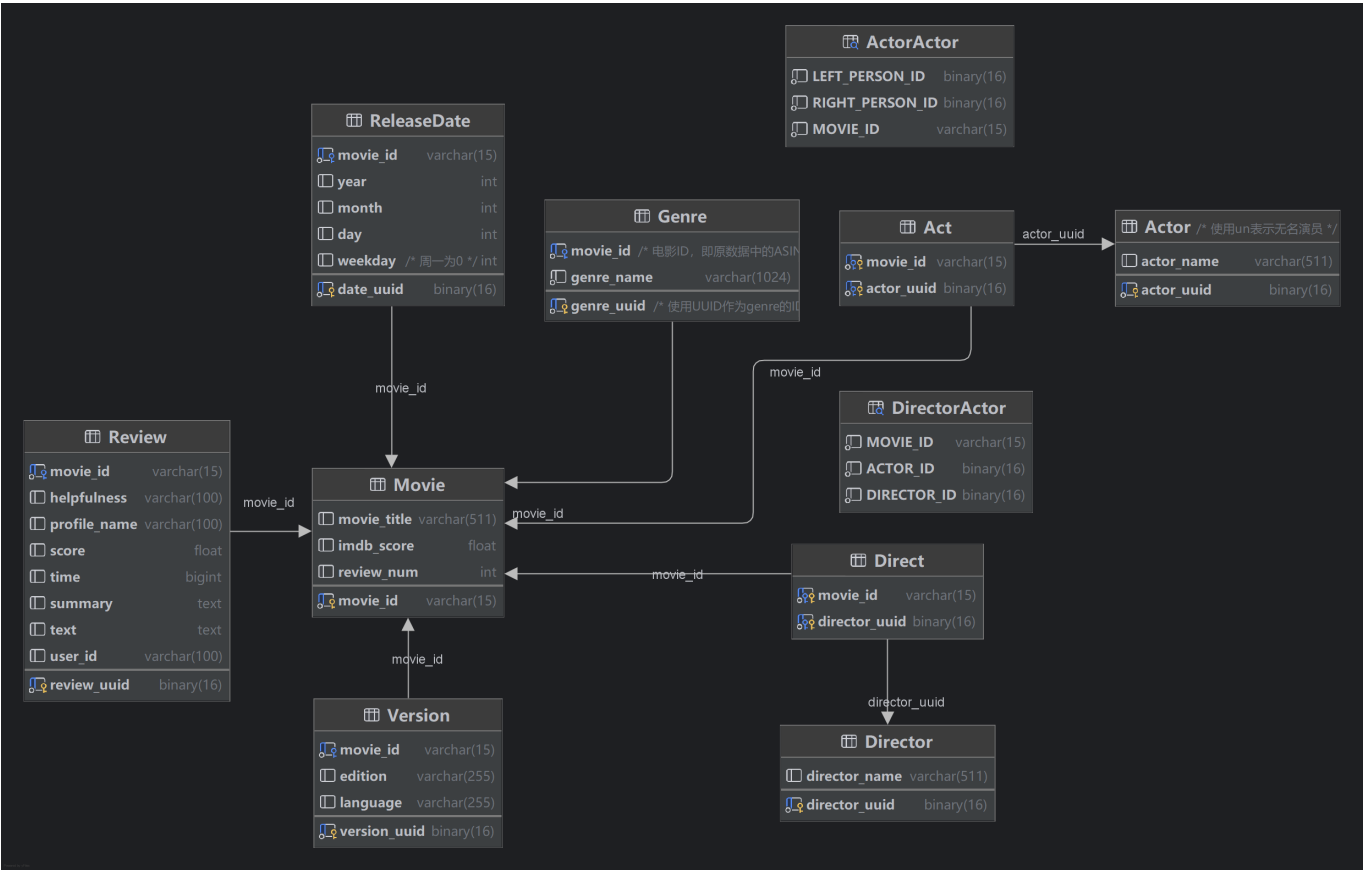 ActorActor
LEFT_PERSON_ID binary(16)
RIGHT_PERSON_ID binary(16)
MOVIE_ID varchar(15)
ReleaseDate
movie_id varchar(15)
year int
month int
day int
weekday /* 周一为0 */ int
date_uuid binary(16)
Genre
movie_id /* 电影ID，即原数据中的ASIN
genre_name varchar(1024)
genre_uuid /* 使用UUID作为genre的ID
Act
movie_id varchar(15)
actor_uuid binary(16)
actor_uuid
Actor /* 使用un表示无名演员 */
actor_name varchar(511)
actor_uuid binary(16)
movie_id
movie_id
DirectorActor
MOVIE_ID varchar(15)
ACTOR_ID binary(16)
DIRECTOR_ID binary(16)
Review
movie_id varchar(15)
helpfulness varchar(100)
profile_name varchar(100)
score float
time bigint
summary text
text text
user_id varchar(100)
review_uuid binary(16)
movie_id
Movie
movie_title varchar(511)
imdb_score float
review_num int
movie_id varchar(15)
movie_id
movie_id
Direct
movie_id varchar(15)
director_uuid binary(16)
movie_id
director_uuid
Version
movie_id varchar(15)
edition varchar(255)
language varchar(255)
version_uuid binary(16)
Director
director_name varchar(511)
director_uuid binary(16)